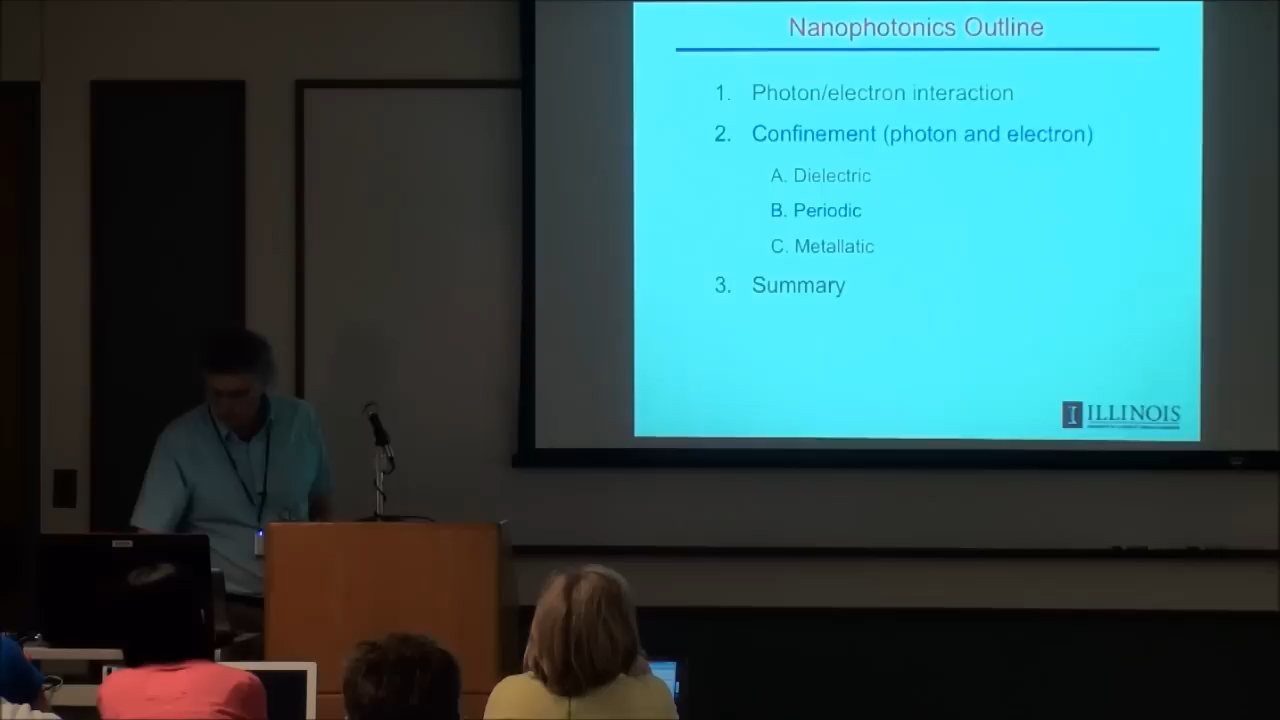 Nanophotonics Outline
1. Photon/electron interaction
2. Confinement (photon and electron)
A. Dielectric
B. Periodic
C. Metallatic
3. Summary
I ILLINOIS